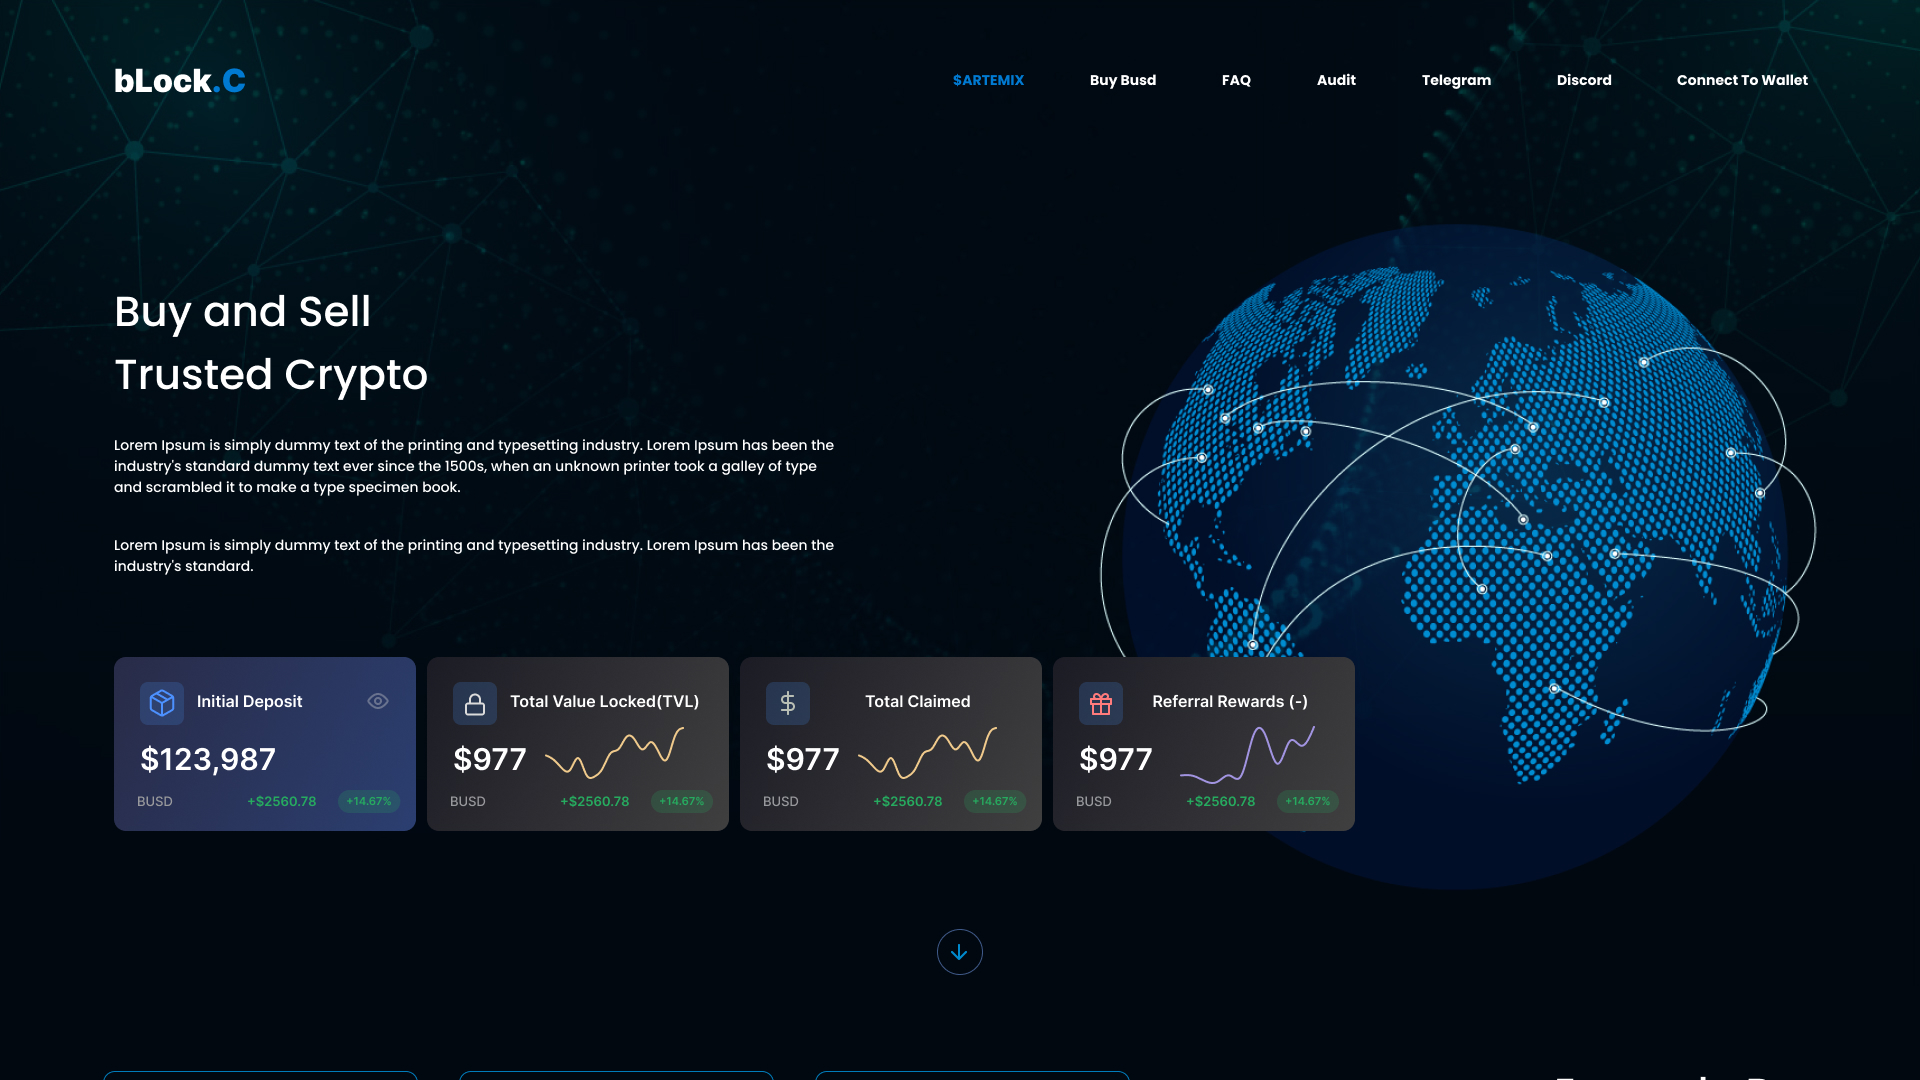 bLock.C
$ARTEMIX
Buy Busd
FAQ
Audit
Telegram
Discord
Connect To Wallet
Buy and Sell
Trusted Crypto
Lorem Ipsum is simply dummy text of the printing and typesetting industry. Lorem Ipsum has been the
industry's standard dummy text ever since the 1500s, when an unknown printer took a galley of type
and scrambled it to make a type specimen book.
Lorem Ipsum is simply dummy text of the printing and typesetting industry. Lorem Ipsum has been the
industry's standard.
Initial Deposit
$123,987
BUSD
+$2560.78
+14.67%
Total Value Locked(TVL)
$977
BUSD
+$2560.78
+14.67%
Total Claimed
$977
BUSD
+$2560.78
+14.67%
Referral Rewards (-)
$977
BUSD
+$2560.78
+14.67%